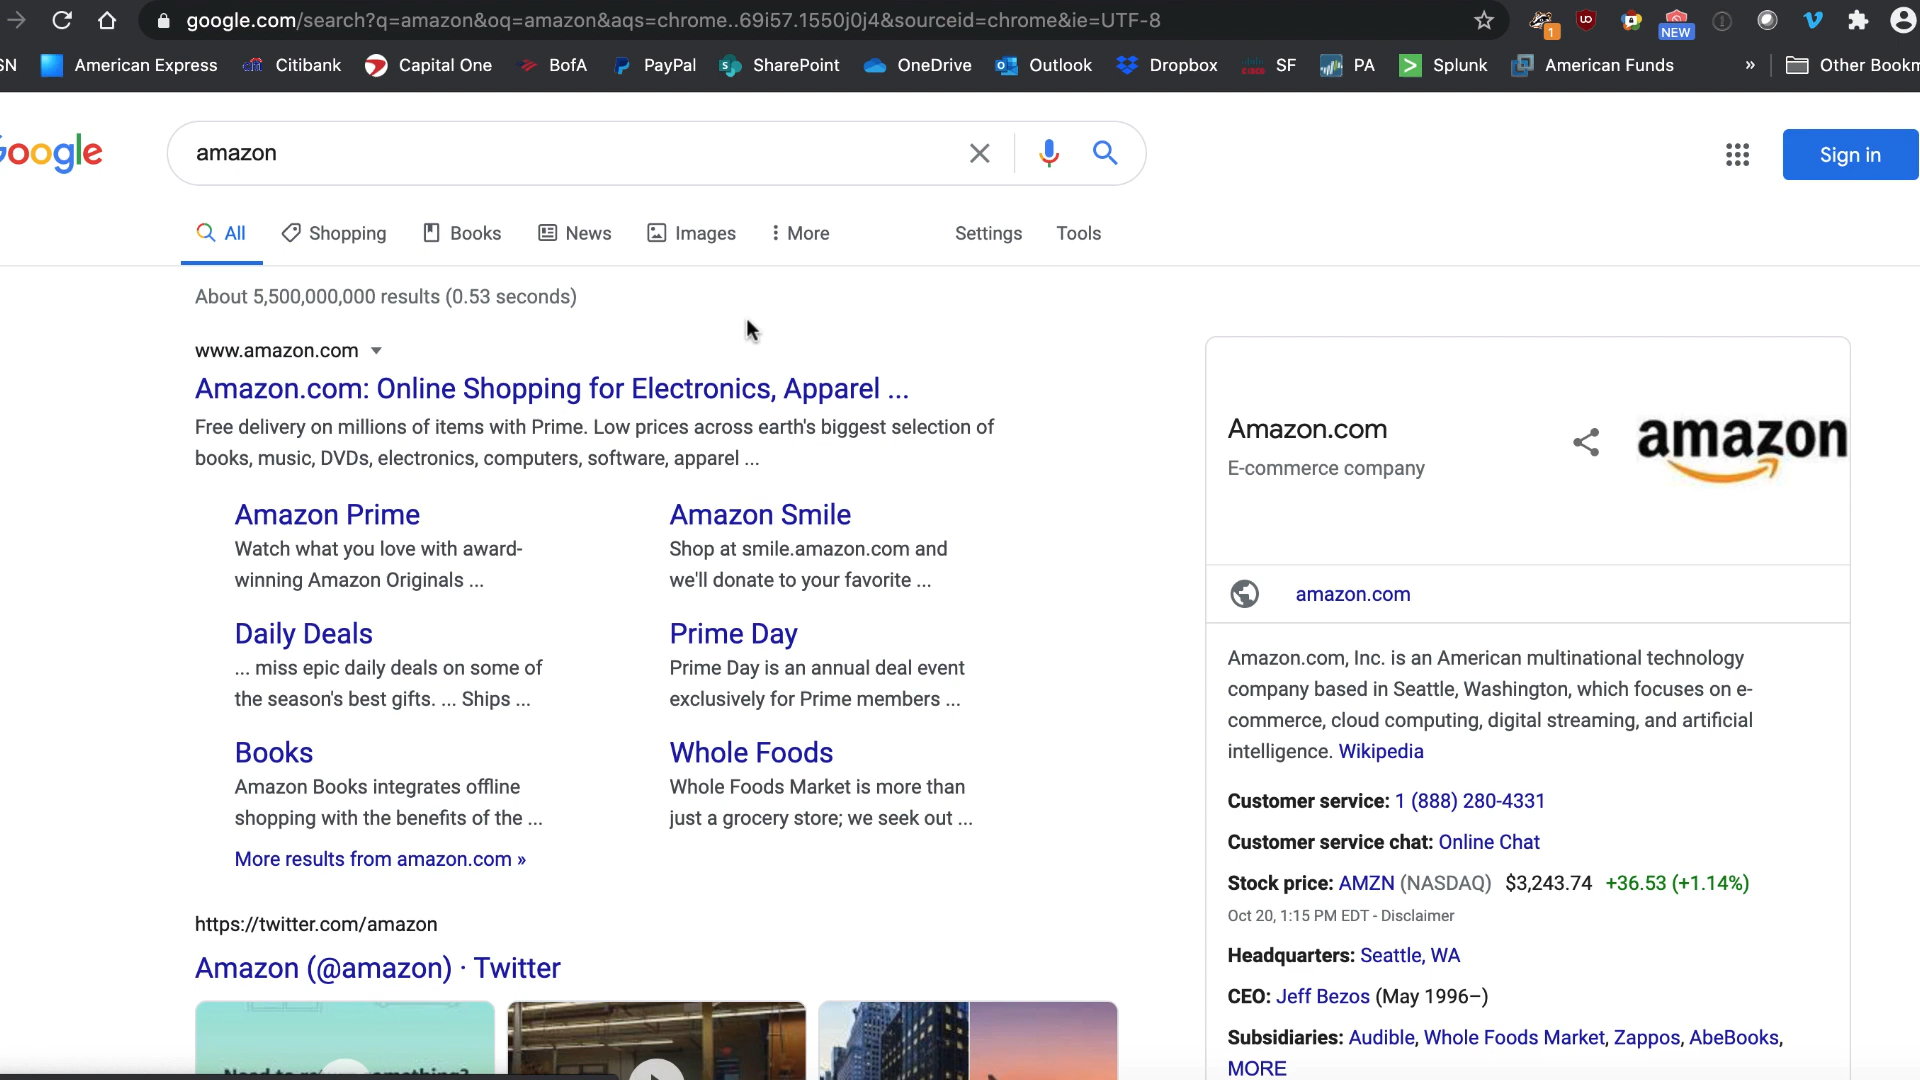 google.com/search?q=amazon&oq=amazon&aqs=chrome..69i57.1550j0j4&sourceid=chrome&ie=UTF-8
1
NEW
SN American Express Citibank Capital One BofA PayPal SharePoint OneDrive Outlook Dropbox SF PA Splunk American Funds » Other Bookm
Google
amazon
Sign in
All Shopping Books News Images More Settings Tools
About 5,500,000,000 results (0.53 seconds)
www.amazon.com
Amazon.com: Online Shopping for Electronics, Apparel ...
Free delivery on millions of items with Prime. Low prices across earth's biggest selection of
books, music, DVDs, electronics, computers, software, apparel ...
Amazon Prime
Watch what you love with award-
winning Amazon Originals ...
Amazon Smile
Shop at smile.amazon.com and
we'll donate to your favorite ...
Daily Deals
... miss epic daily deals on some of
the season's best gifts. ... Ships ...
Prime Day
Prime Day is an annual deal event
exclusively for Prime members ...
Books
Amazon Books integrates offline
shopping with the benefits of the ...
Whole Foods
Whole Foods Market is more than
just a grocery store; we seek out ...
More results from amazon.com »
https://twitter.com/amazon
Amazon (@amazon) · Twitter
Amazon.com
E-commerce company
amazon
amazon.com
Amazon.com, Inc. is an American multinational technology
company based in Seattle, Washington, which focuses on e-
commerce, cloud computing, digital streaming, and artificial
intelligence. Wikipedia
Customer service: 1 (888) 280-4331
Customer service chat: Online Chat
Stock price: AMZN (NASDAQ) $3,243.74 +36.53 (+1.14%)
Oct 20, 1:15 PM EDT - Disclaimer
Headquarters: Seattle, WA
CEO: Jeff Bezos (May 1996–)
Subsidiaries: Audible, Whole Foods Market, Zappos, AbeBooks,
MORE